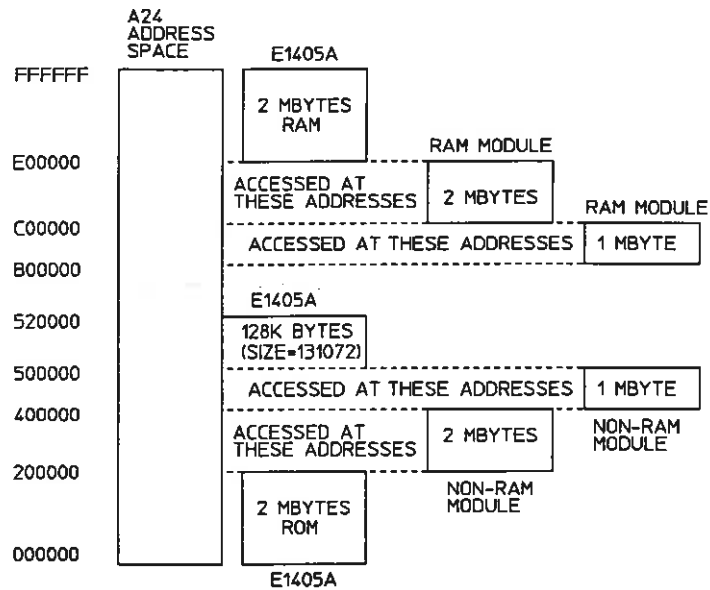 A24
ADDRESS
SPACE
E1405A
FFFFFF
2 MBYTES
RAM
RAM MODULE
E00000
ACCESSED AT
THESE ADDRESSES
2 MBYTES
RAM MODULE
C00000
ACCESSED AT THESE ADDRESSES
1 MBYTE
B00000
E1405A
520000
128K BYTES
(SIZE=131072)
500000
ACCESSED AT THESE ADDRESSES
1 MBYTE
400000
NON-RAM
MODULE
ACCESSED AT
THESE ADDRESSES
2 MBYTES
200000
NON-RAM
MODULE
2 MBYTES
ROM
000000
E1405A